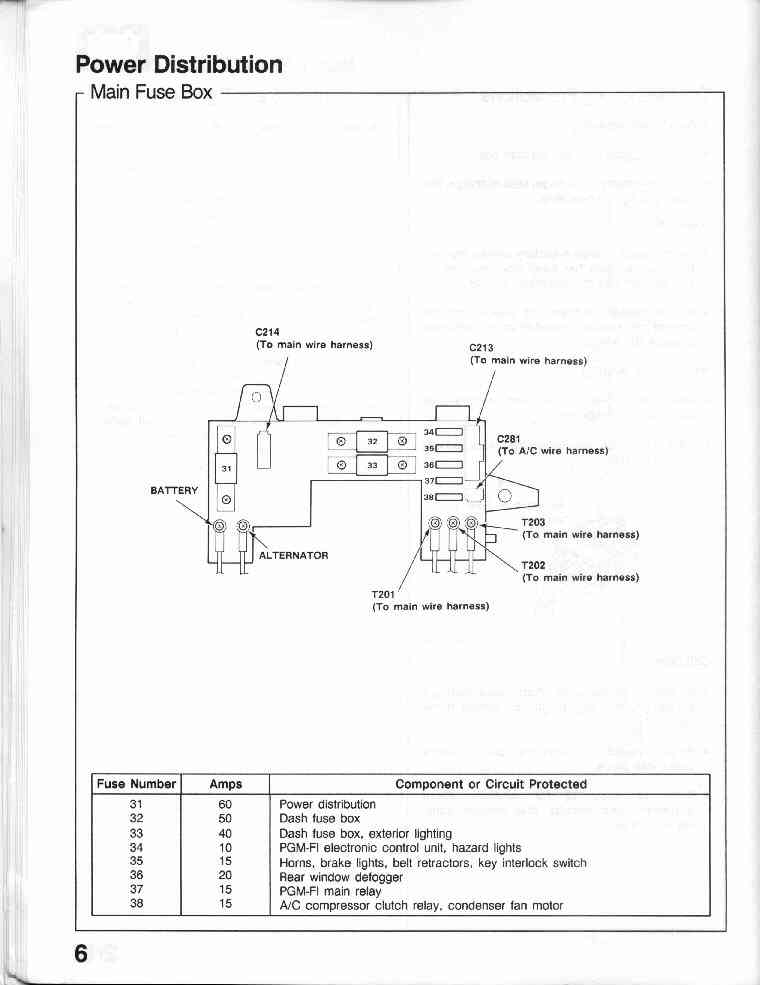 Power Distribution
Main Fuse Box
C214
(To main wire harness)
C213
(To main wire harness)
C281
(To A/C wire harness)
31
32
33
34
35
36
37
38
BATTERY
ALTERNATOR
T203
(To main wire harness)
T202
(To main wire harness)
T201
(To main wire harness)
Fuse Number Amps Component or Circuit Protected
31 60 Power distribution
32 50 Dash fuse box
33 40 Dash fuse box, exterior lighting
34 10 PGM-FI electronic control unit, hazard lights
35 15 Horns, brake lights, belt retractors, key interlock switch
36 20 Rear window defogger
37 15 PGM-FI main relay
38 15 A/C compressor clutch relay, condenser fan motor
6